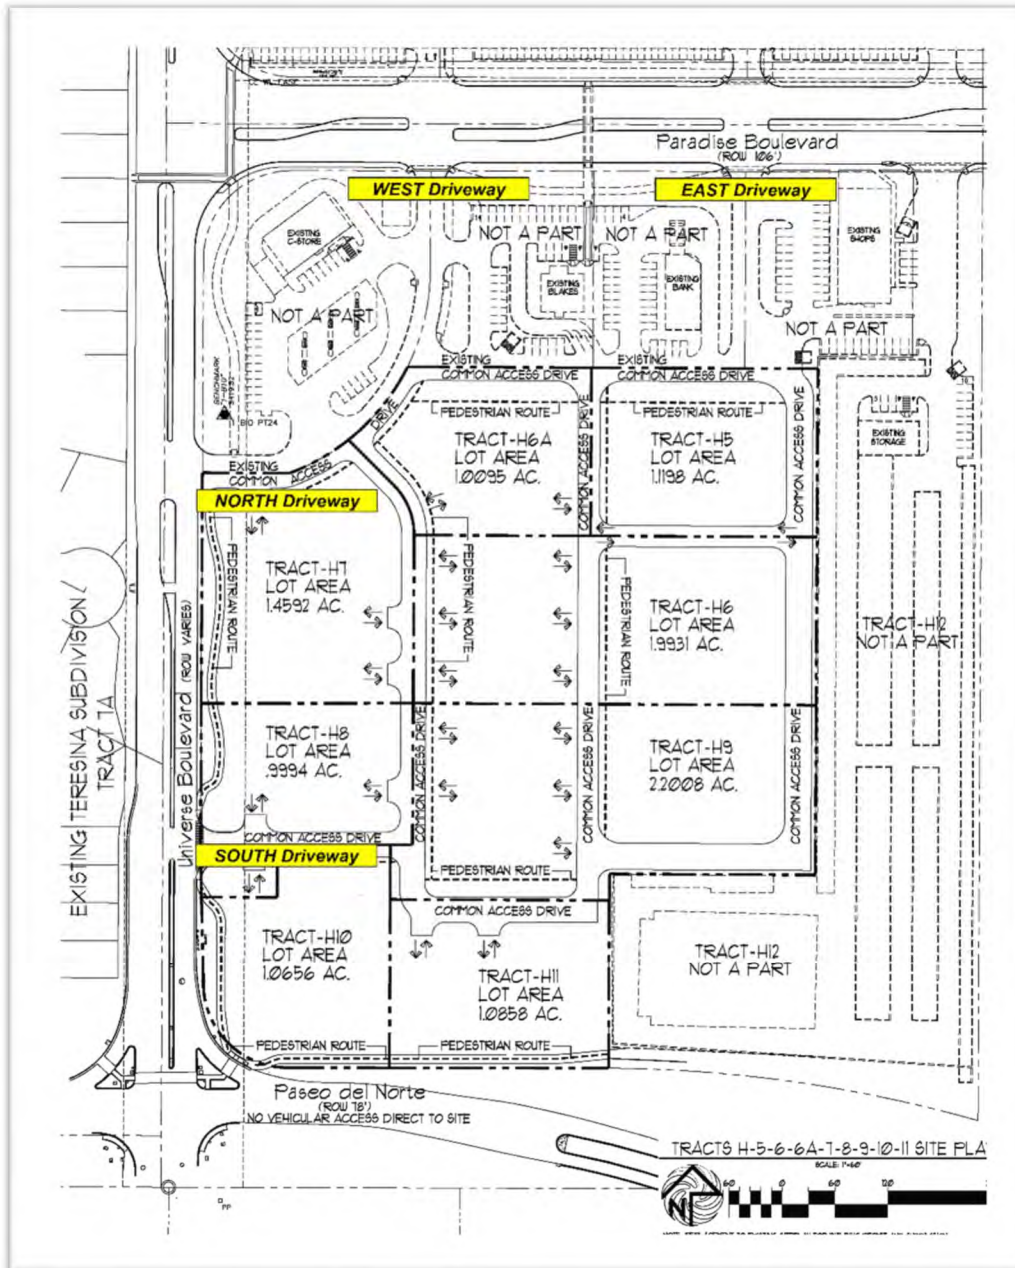 Paradise Boulevard
(ROW 106')
WEST Driveway
EAST Driveway
EXISTING
C-STORE
NOT A PART
NOT A PART
EXISTING
SHOPS
EXISTING
BLAKES
EXISTING
BANK
NOT A PART
NOT A PART
BENCHMARK
BIO PT24
EXISTING
COMMON ACCESS DRIVE
EXISTING
COMMON ACCESS DRIVE
DRIVE
PEDESTRIAN ROUTE
PEDESTRIAN ROUTE
EXISTING
STORAGE
TRACT-H6A
LOT AREA
1.0095 AC.
COMMON ACCESS DRIVE
TRACT-H5
LOT AREA
1.1198 AC.
COMMON ACCESS DRIVE
EXISTING
COMMON ACCESS
NORTH Driveway
PEDESTRIAN ROUTE
TRACT-H7
LOT AREA
1.4592 AC.
PEDESTRIAN ROUTE
PEDESTRIAN ROUTE
TRACT-H6
LOT AREA
1.9931 AC.
TRACT-H12
NOT A PART
EXISTING TERESINA SUBDIVISION
TRACT 7A
Universe Boulevard (ROW VARIES)
TRACT-H8
LOT AREA
.9994 AC.
COMMON ACCESS DRIVE
COMMON ACCESS DRIVE
TRACT-H9
LOT AREA
2.2008 AC.
COMMON ACCESS DRIVE
COMMON ACCESS DRIVE
SOUTH Driveway
PEDESTRIAN ROUTE
COMMON ACCESS DRIVE
TRACT-H10
LOT AREA
1.0656 AC.
TRACT-H11
LOT AREA
1.0858 AC.
TRACT-H12
NOT A PART
PEDESTRIAN ROUTE
PEDESTRIAN ROUTE
Paseo del Norte
(ROW 78')
NO VEHICULAR ACCESS DIRECT TO SITE
TRACTS H-5-6-6A-7-8-9-10-11 SITE PLA
SCALE: 1"=60'
N
60 0 60 120
PP